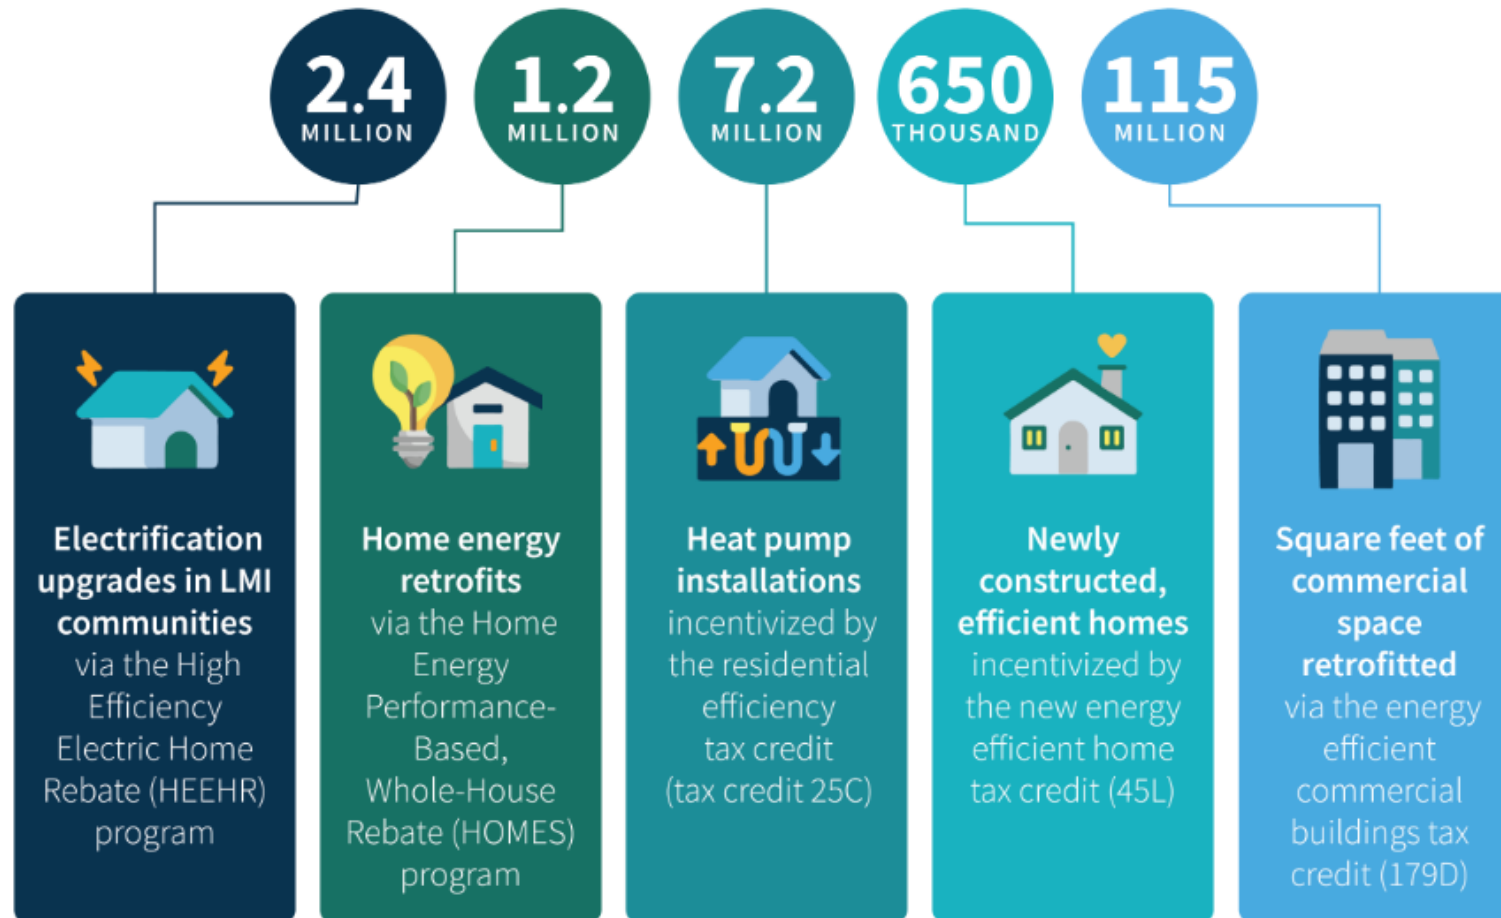 2.4
MILLION
1.2
MILLION
7.2
MILLION
650
THOUSAND
115
MILLION
Electrification
upgrades in LMI
communities
via the High
Efficiency
Electric Home
Rebate (HEEHR)
program
Home energy
retrofits
via the Home
Energy
Performance-
Based,
Whole-House
Rebate (HOMES)
program
Heat pump
installations
incentivized by
the residential
efficiency
tax credit
(tax credit 25C)
Newly
constructed,
efficient homes
incentivized by
the new energy
efficient home
tax credit (45L)
Square feet of
commercial
space
retrofitted
via the energy
efficient
commercial
buildings tax
credit (179D)